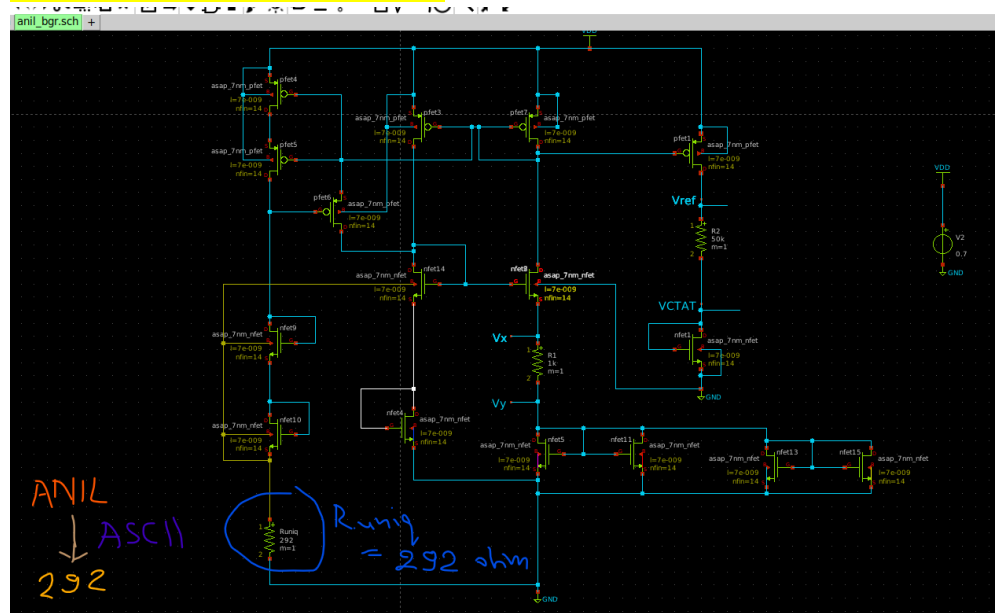 anil_bgr.sch +
VDD
pfet4
asap_7nm_pfet
l=7e-009
nfin=14
pfet5
asap_7nm_pfet
l=7e-009
nfin=14
pfet6
asap_7nm_pfet
l=7e-009
nfin=14
pfet3
asap_7nm_pfet
l=7e-009
nfin=14
pfet7
asap_7nm_pfet
l=7e-009
nfin=14
pfet1
asap_7nm_pfet
l=7e-009
nfin=14
Vref
R2
50k
m=1
1
2
VDD
V2
0.7
GND
nfet14
asap_7nm_nfet
l=7e-009
nfin=14
asap_7nm_nfet
l=7e-009
nfin=14
VCTAT
nfet1
asap_7nm_nfet
l=7e-009
nfin=14
GND
nfet9
asap_7nm_nfet
l=7e-009
nfin=14
Vx
R1
1k
m=1
1
2
Vy
nfet10
asap_7nm_nfet
l=7e-009
nfin=14
nfet4
asap_7nm_nfet
l=7e-009
nfin=14
nfet5
asap_7nm_nfet
l=7e-009
nfin=14
nfet11
asap_7nm_nfet
l=7e-009
nfin=14
nfet13
asap_7nm_nfet
l=7e-009
nfin=14
nfet15
asap_7nm_nfet
l=7e-009
nfin=14
ANIL
ASCII
292
Runiq
292
m=1
1
2
Runiq
= 292 ohm
GND